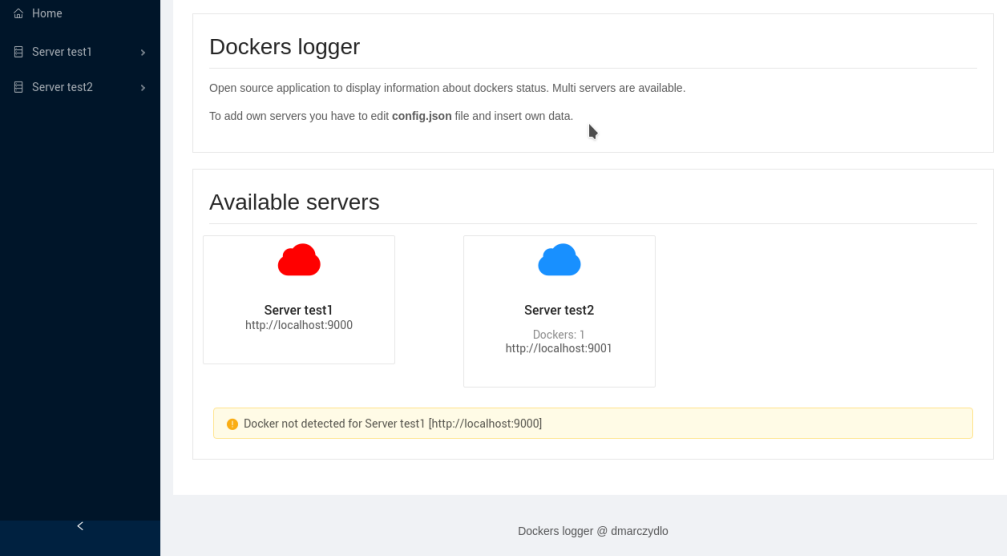 Home
Server test1
Server test2
Dockers logger
Open source application to display information about dockers status. Multi servers are available.
To add own servers you have to edit config.json file and insert own data.
Available servers
Server test1
http://localhost:9000
Server test2
Dockers: 1
http://localhost:9001
Docker not detected for Server test1 [http://localhost:9000]
Dockers logger @ dmarczydlo